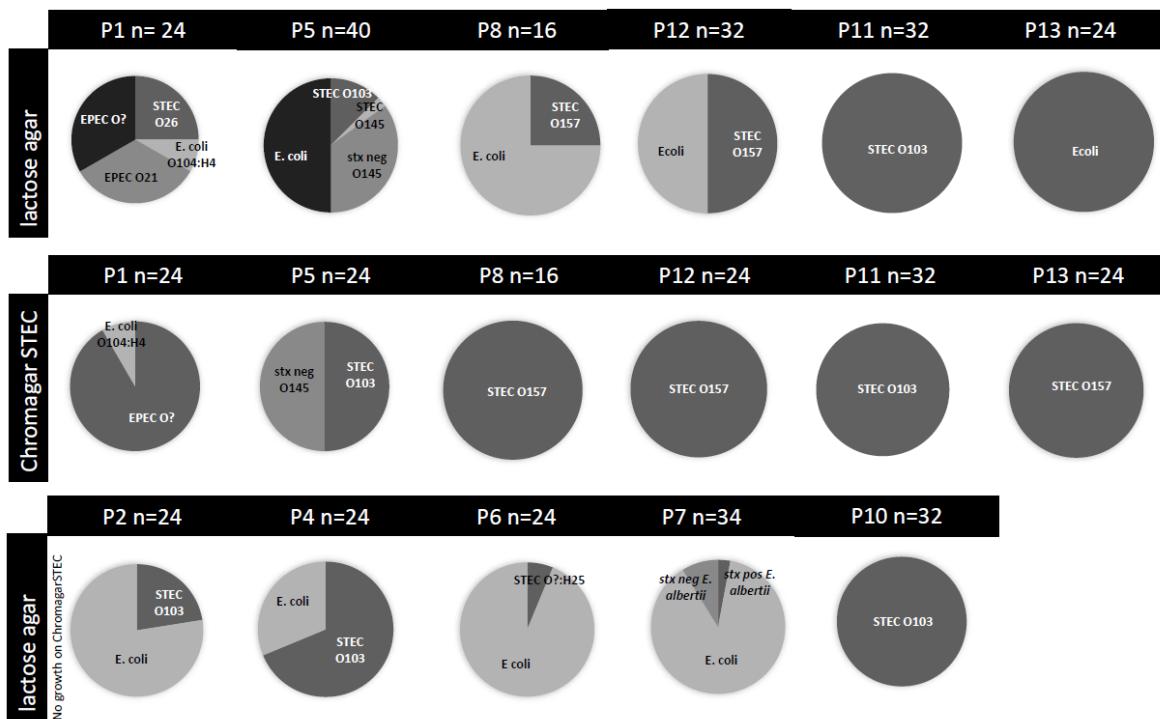 P1 n= 24
P5 n=40
P8 n=16
P12 n=32
P11 n=32
P13 n=24
lactose agar
EPEC O?
STEC
O26
E. coli
O104:H4
EPEC O21
STEC O103
STEC
O145
E. coli
stx neg
O145
STEC
O157
E. coli
Ecoli
STEC
O157
STEC O103
Ecoli
P1 n=24
P5 n=24
P8 n=16
P12 n=24
P11 n=32
P13 n=24
Chromagar STEC
E. coli
O104:H4
EPEC O?
stx neg
O145
STEC
O103
STEC O157
STEC O157
STEC O103
STEC O157
P2 n=24
P4 n=24
P6 n=24
P7 n=34
P10 n=32
lactose agar
No growth on ChromagarSTEC
STEC
O103
E. coli
E. coli
STEC
O103
STEC O?:H25
E coli
stx neg E.
albertii
stx pos E.
albertii
E. coli
STEC O103